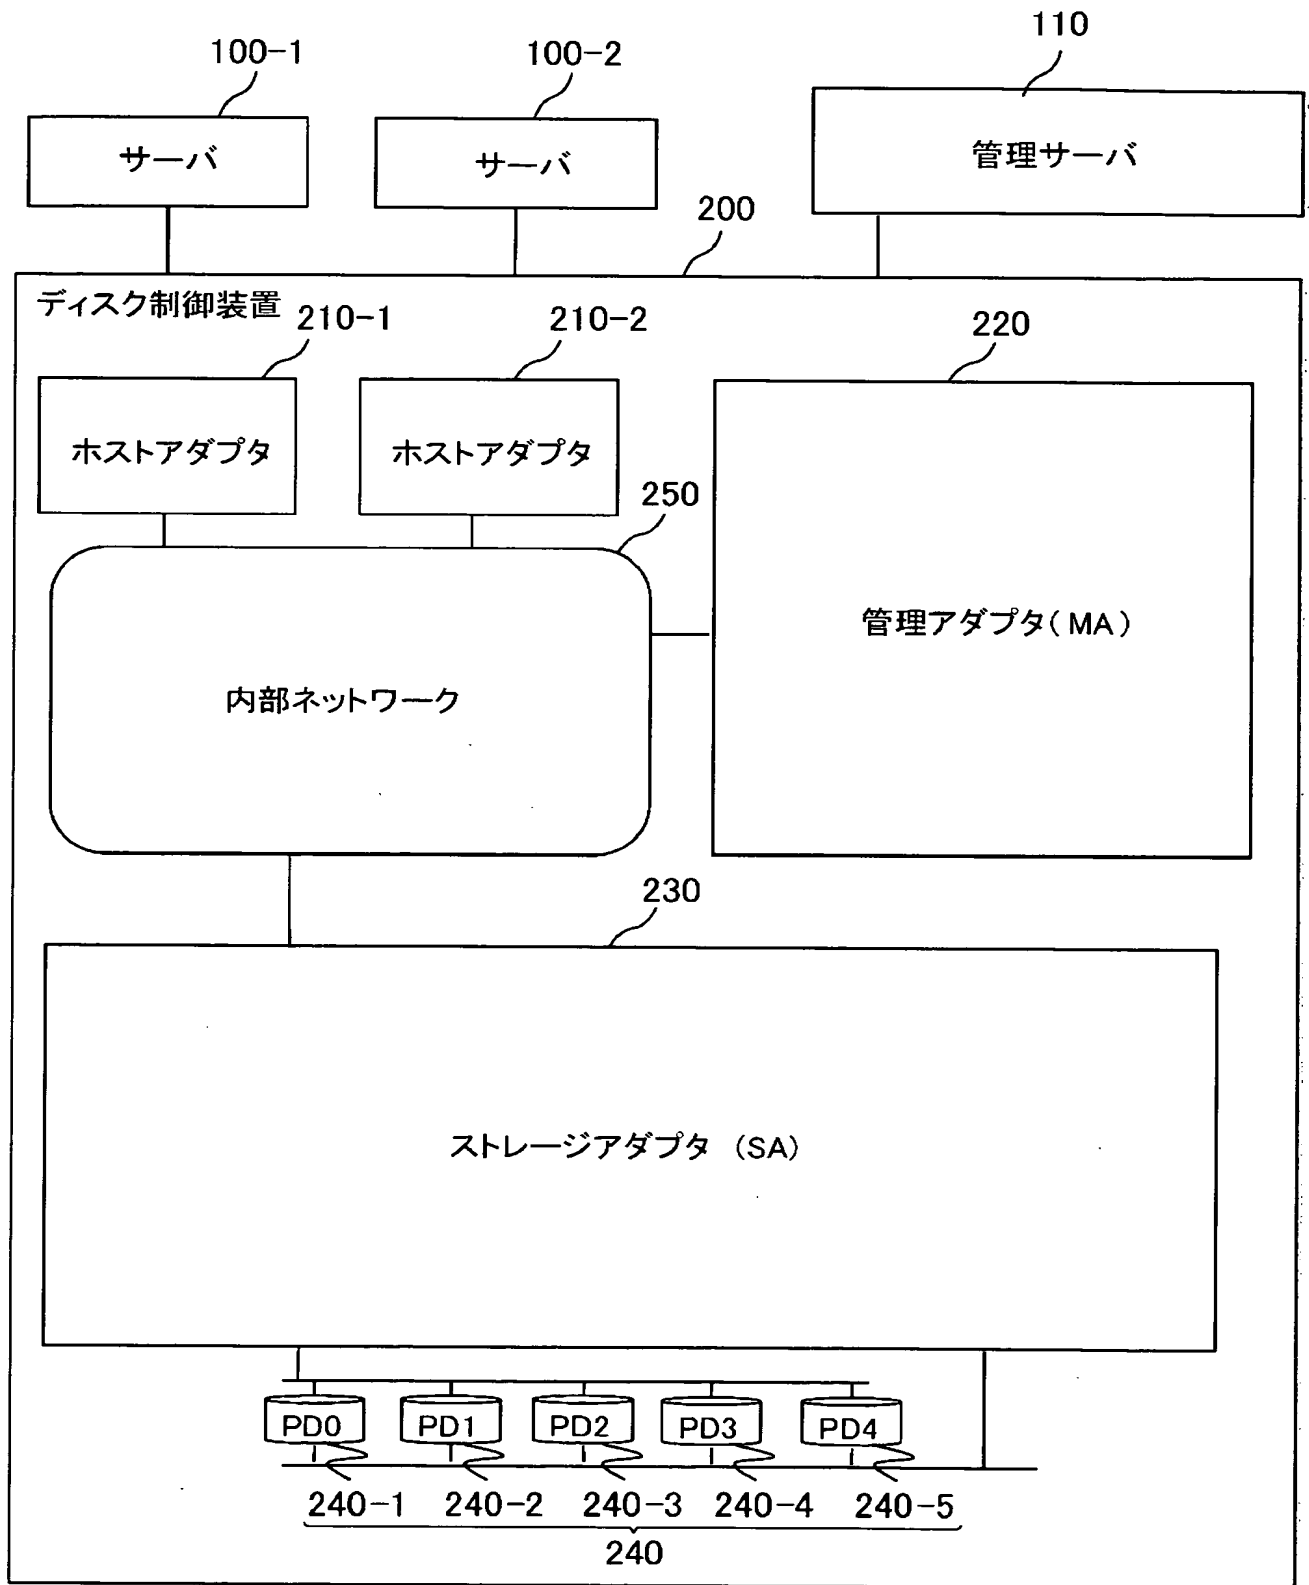 100-1
100-2
110
サーバ
サーバ
管理サーバ
200
ディスク制御装置
210-1
210-2
220
ホストアダプタ
ホストアダプタ
250
管理アダプタ(MA)
内部ネットワーク
230
ストレージアダプタ (SA)
PD0
PD1
PD2
PD3
PD4
240-1
240-2
240-3
240-4
240-5
240